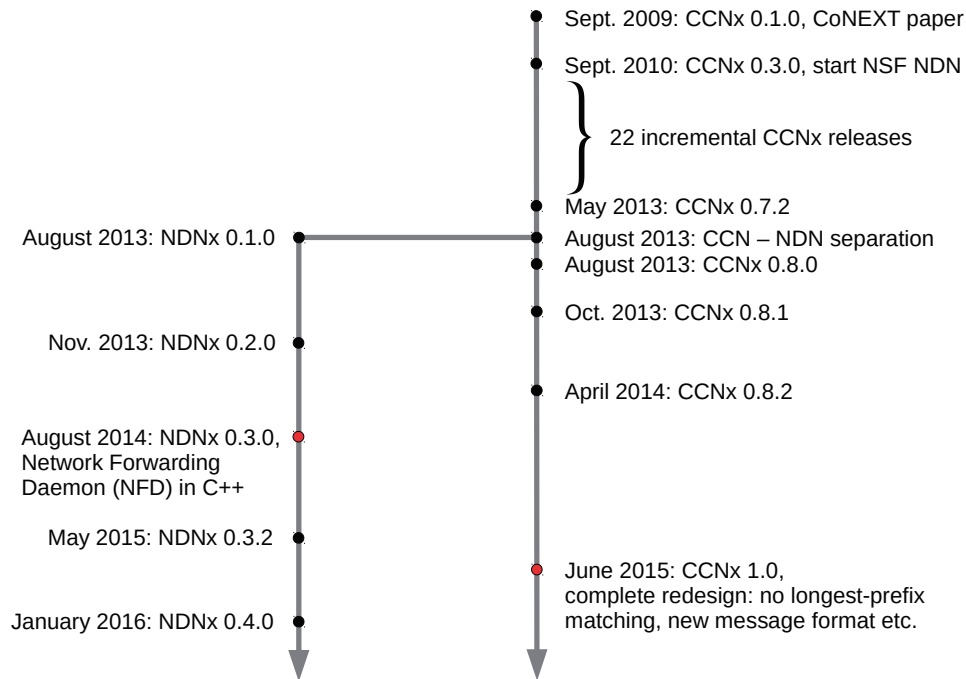 Sept. 2009: CCNx 0.1.0, CoNEXT paper
Sept. 2010: CCNx 0.3.0, start NSF NDN
22 incremental CCNx releases
May 2013: CCNx 0.7.2
August 2013: NDNx 0.1.0
August 2013: CCN – NDN separation
August 2013: CCNx 0.8.0
Oct. 2013: CCNx 0.8.1
Nov. 2013: NDNx 0.2.0
April 2014: CCNx 0.8.2
August 2014: NDNx 0.3.0,
Network Forwarding
Daemon (NFD) in C++
May 2015: NDNx 0.3.2
June 2015: CCNx 1.0,
complete redesign: no longest-prefix
matching, new message format etc.
January 2016: NDNx 0.4.0